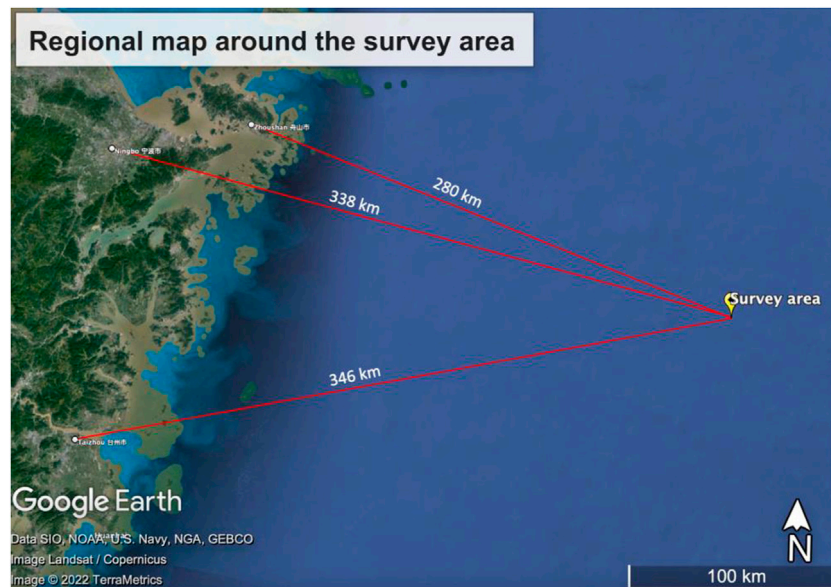 Regional map around the survey area
Zhoushan 舟山市
Ningbo 宁波市
280 km
338 km
Survey area
346 km
Taizhou 台州市
Google Earth
Data SIO, NOAA, U.S. Navy, NGA, GEBCO
Image Landsat / Copernicus
Image © 2022 TerraMetrics
N
100 km